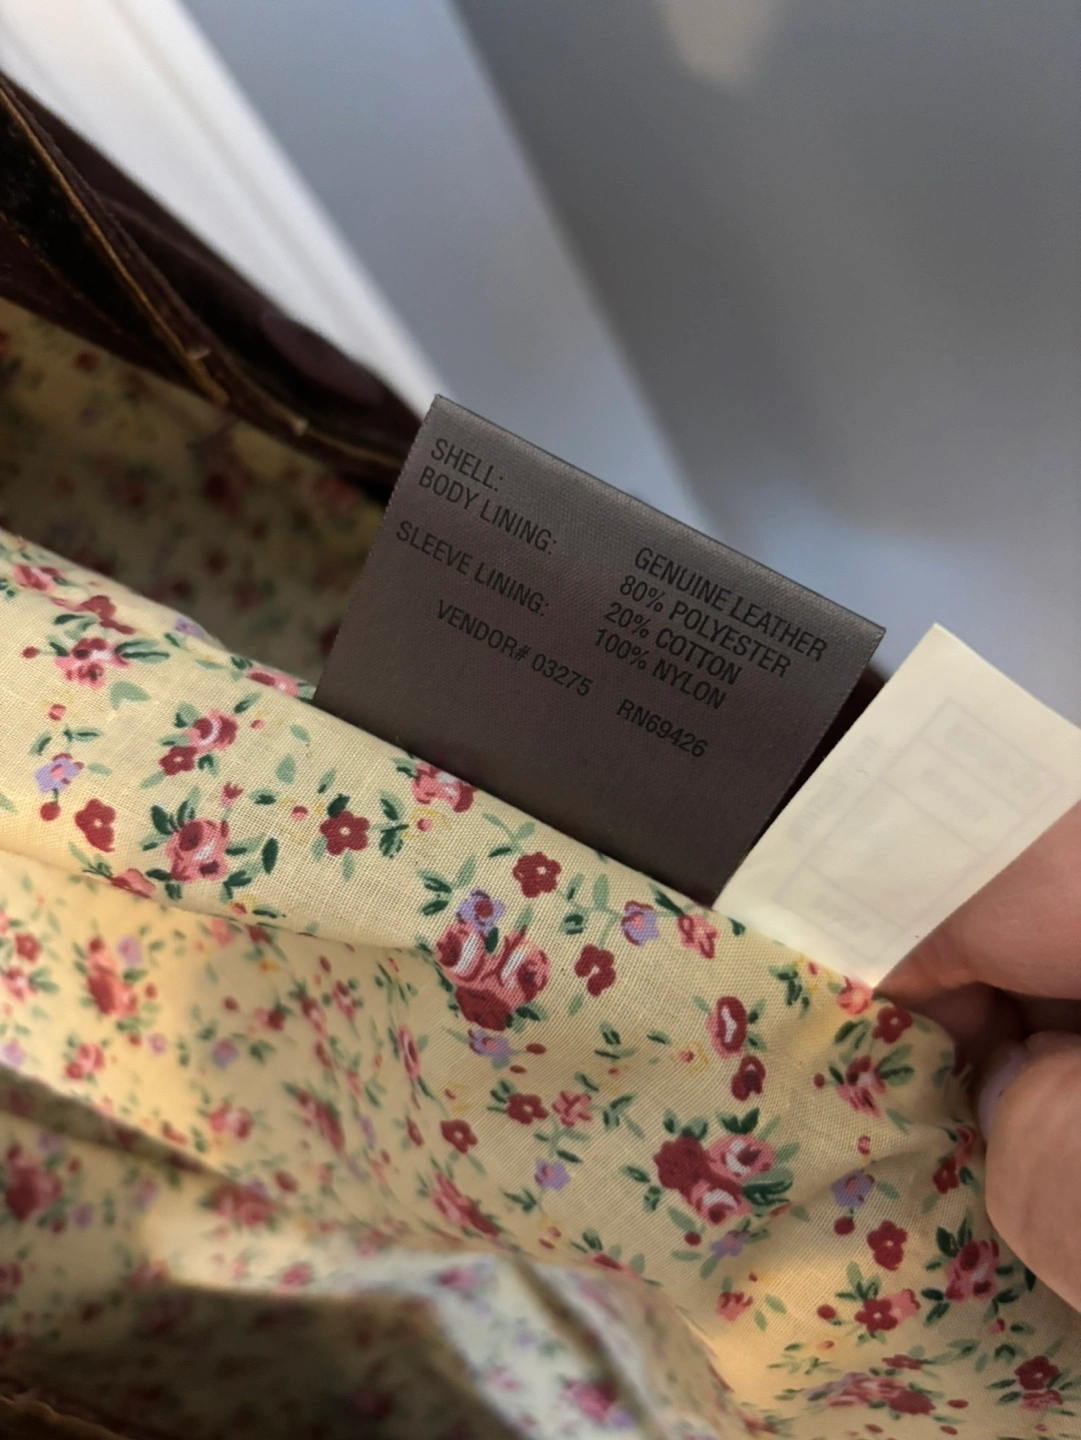 SHELL: GENUINE LEATHER
BODY LINING: 80% POLYESTER
20% COTTON
SLEEVE LINING: 100% NYLON
VENDOR# 03275 RN69426